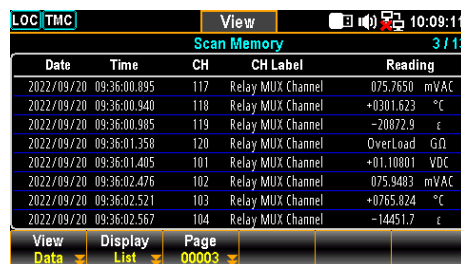 LOC TMC View 10:09:11
Scan Memory 3 / 13
Date Time CH CH Label Reading
2022/09/20 09:36:00.895 117 Relay MUX Channel 075.7650 mVAC
2022/09/20 09:36:00.940 118 Relay MUX Channel +0301.623 °C
2022/09/20 09:36:00.985 119 Relay MUX Channel -20872.9 ε
2022/09/20 09:36:01.358 120 Relay MUX Channel OverLoad GΩ
2022/09/20 09:36:01.405 101 Relay MUX Channel +01.10801 VDC
2022/09/20 09:36:02.476 102 Relay MUX Channel 075.9483 mVAC
2022/09/20 09:36:02.521 103 Relay MUX Channel +0765.824 °C
2022/09/20 09:36:02.567 104 Relay MUX Channel -14451.7 ε
View Display Page
Data List 00003